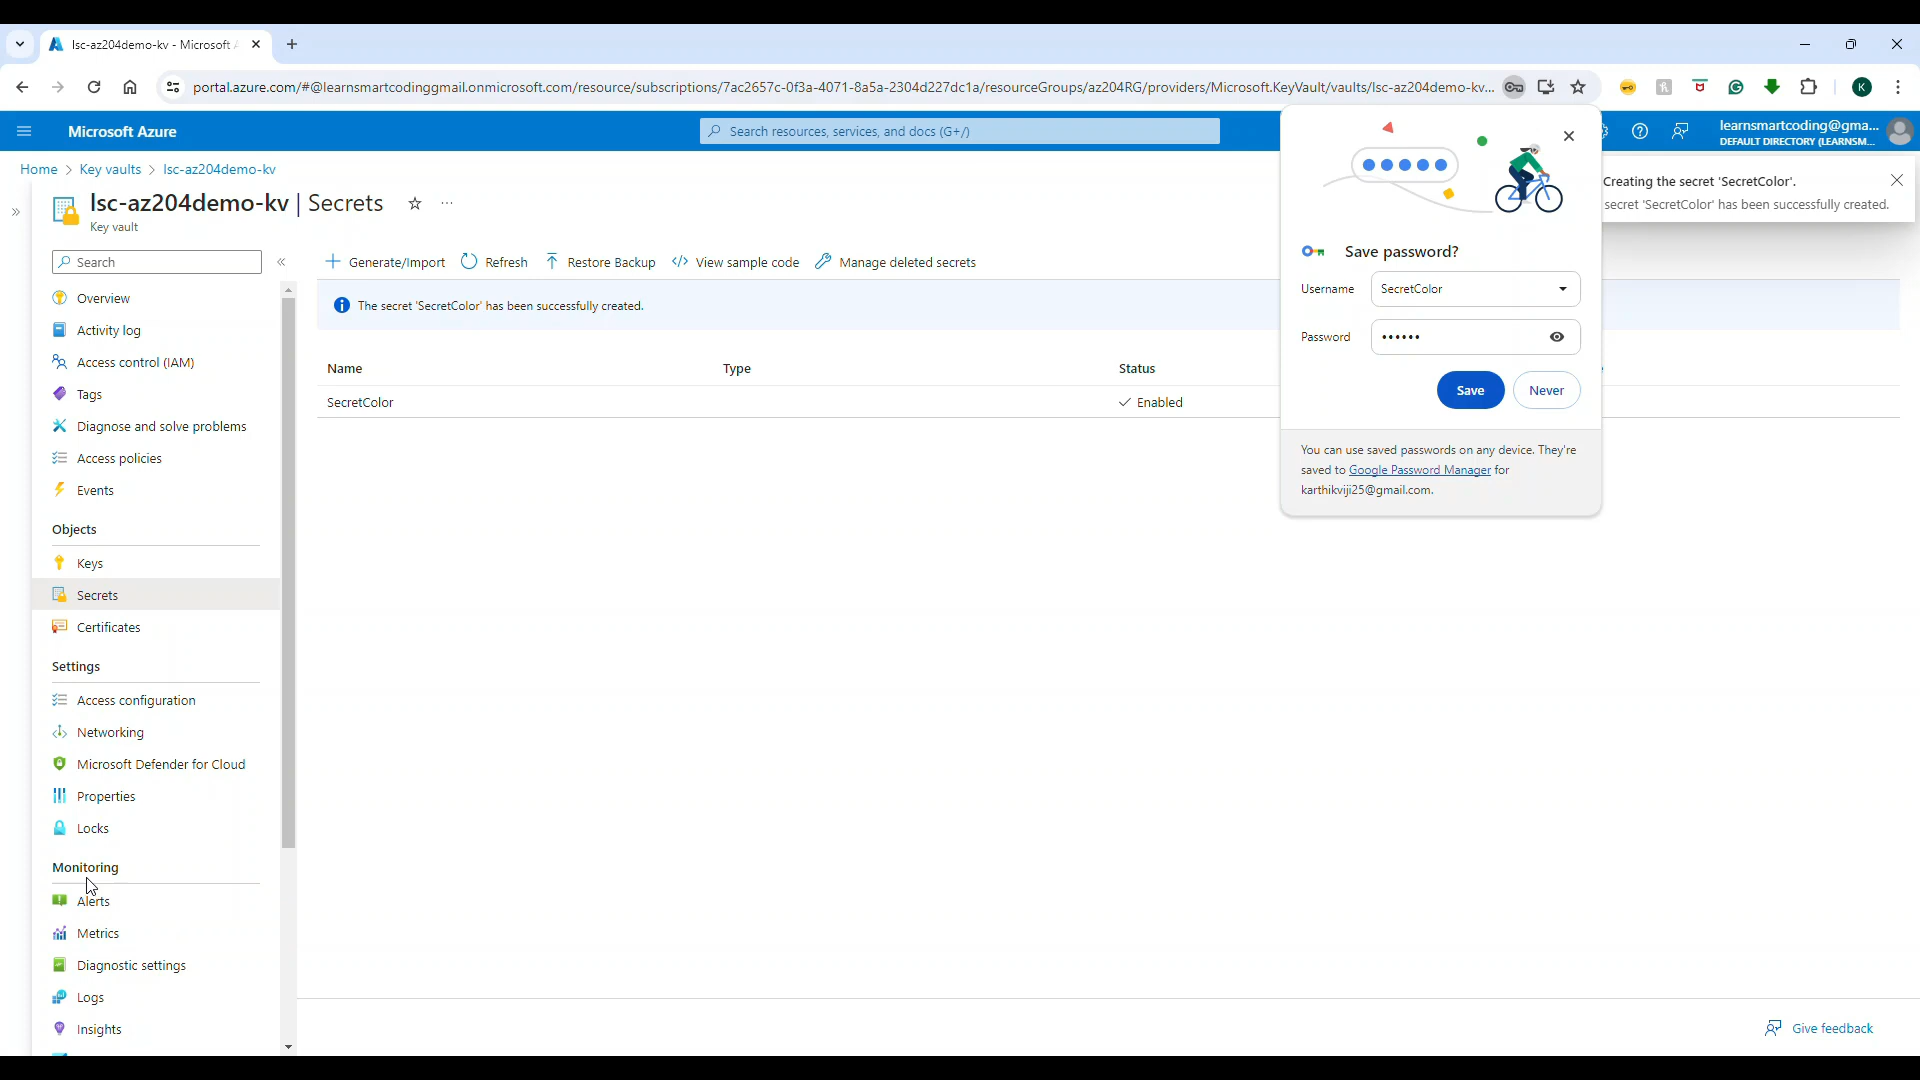 lsc-az204demo-kv - Microsoft A
portal.azure.com/#@learnsmartcodinggmail.onmicrosoft.com/resource/subscriptions/7ac2657c-0f3a-4071-8a5a-2304d227dc1a/resourceGroups/az204RG/providers/Microsoft.KeyVault/vaults/lsc-az204demo-kv...
K
Microsoft Azure
Search resources, services, and docs (G+/)
learnsmartcoding@gma...
DEFAULT DIRECTORY (LEARNSM...
Home > Key vaults > lsc-az204demo-kv
lsc-az204demo-kv | Secrets
Key vault
Creating the secret 'SecretColor'.
secret 'SecretColor' has been successfully created.
Search
Generate/Import
Refresh
Restore Backup
View sample code
Manage deleted secrets
The secret 'SecretColor' has been successfully created.
Name
Type
Status
SecretColor
Enabled
Save password?
Username
SecretColor
Password
Save
Never
You can use saved passwords on any device. They're
saved to Google Password Manager for
karthikviji25@gmail.com.
Overview
Activity log
Access control (IAM)
Tags
Diagnose and solve problems
Access policies
Events
Objects
Keys
Secrets
Certificates
Settings
Access configuration
Networking
Microsoft Defender for Cloud
Properties
Locks
Monitoring
Alerts
Metrics
Diagnostic settings
Logs
Insights
Give feedback